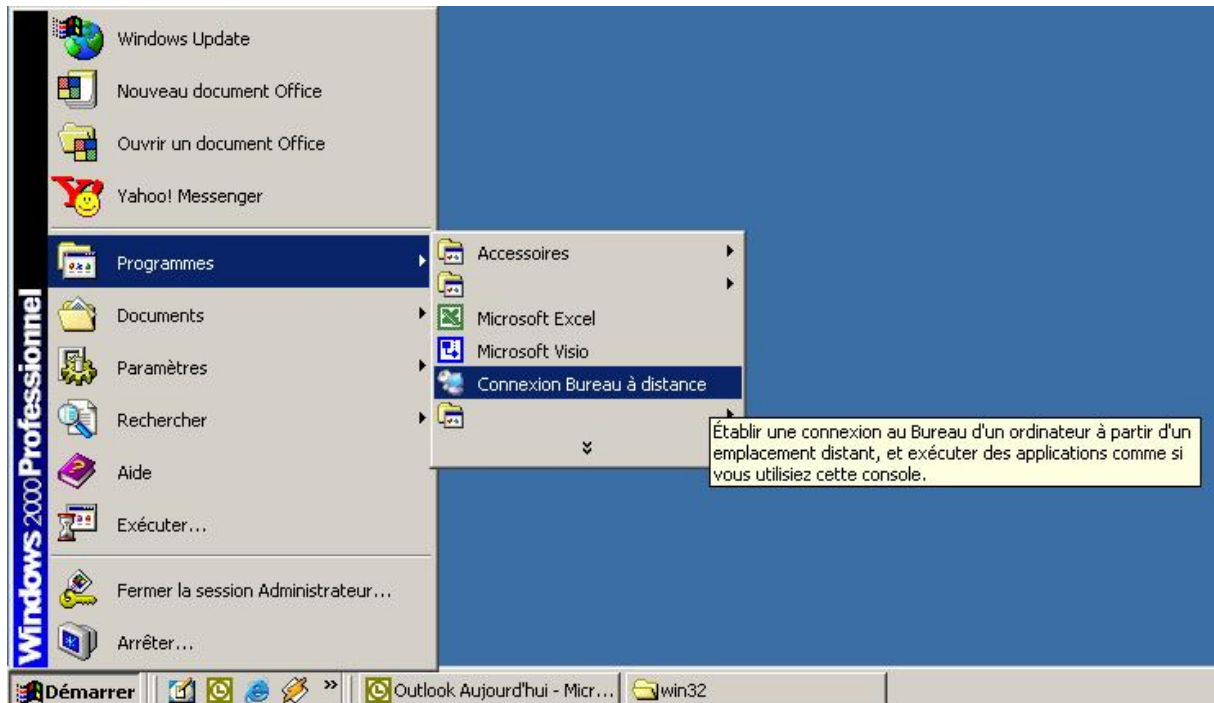 Windows 2000 Professionnel
Windows Update
Nouveau document Office
Ouvrir un document Office
Yahoo! Messenger
Programmes
Documents
Paramètres
Rechercher
Aide
Exécuter...
Fermer la session Administrateur...
Arrêter...
Accessoires
Microsoft Excel
Microsoft Visio
Connexion Bureau à distance
Établir une connexion au Bureau d'un ordinateur à partir d'un
emplacement distant, et exécuter des applications comme si
vous utilisiez cette console.
Démarrer
Outlook Aujourd'hui - Micr...
win32